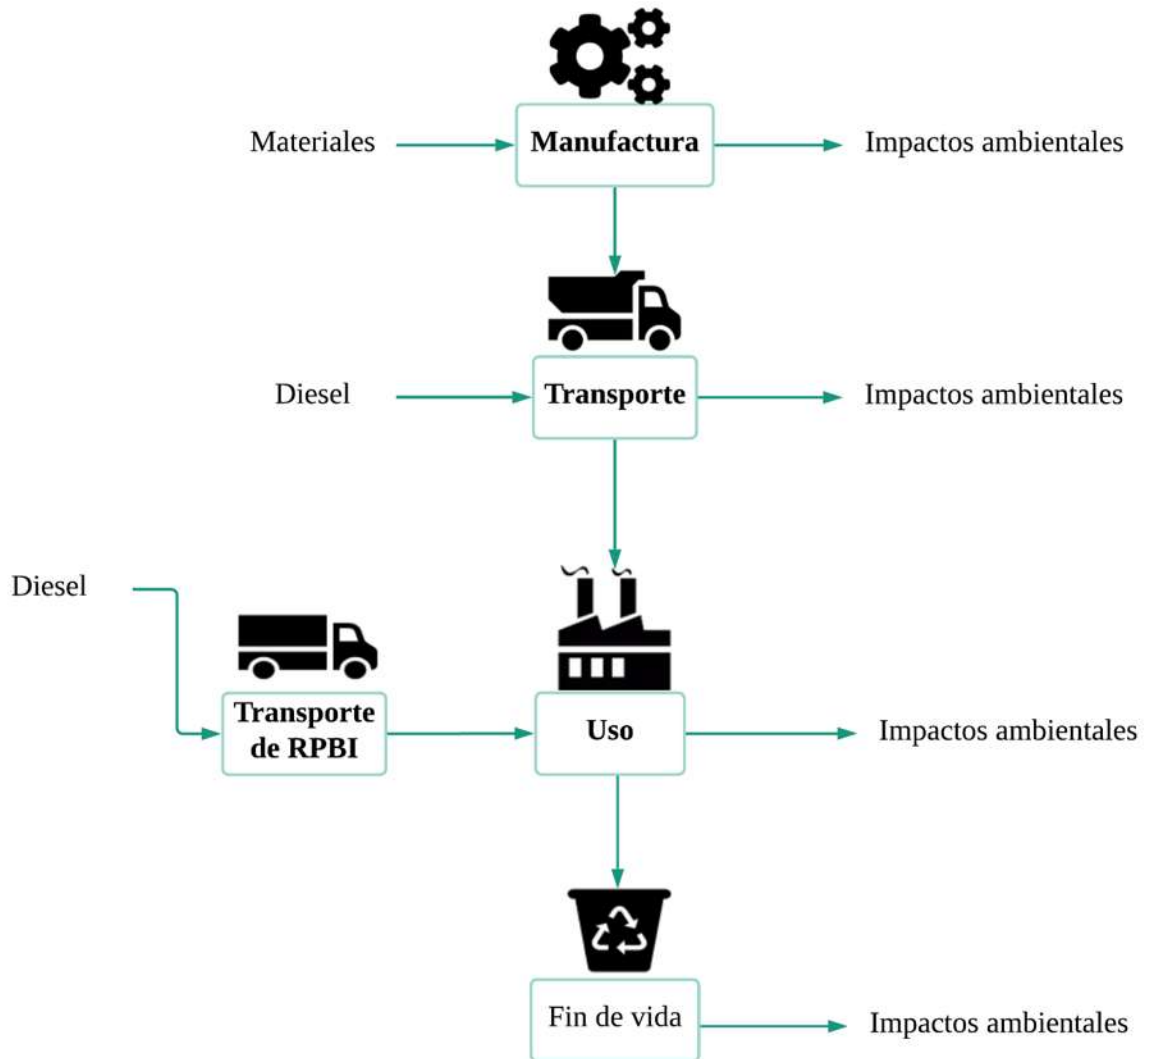 Materiales
Manufactura
Impactos ambientales
Diesel
Transporte
Impactos ambientales
Diesel
Transporte
de RPBI
Uso
Impactos ambientales
Fin de vida
Impactos ambientales